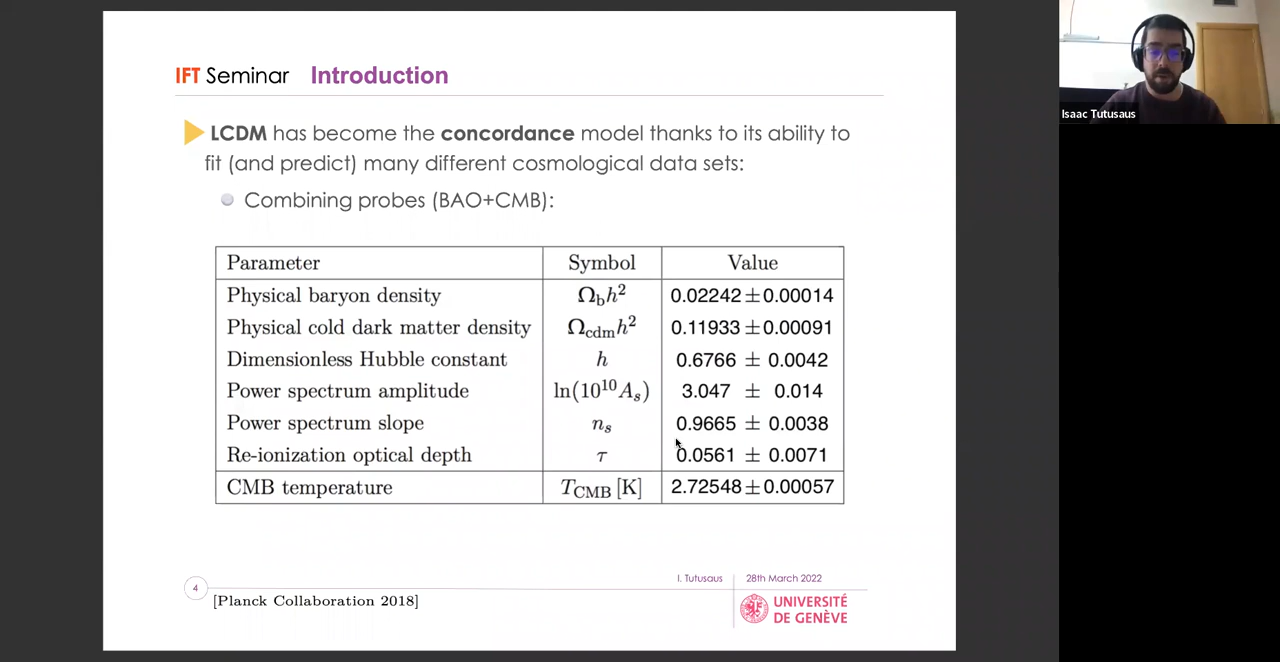 IFT Seminar Introduction
LCDM has become the concordance model thanks to its ability to
fit (and predict) many different cosmological data sets:
Combining probes (BAO+CMB):
Parameter Symbol Value
Physical baryon density Ω_b h² 0.02242 ± 0.00014
Physical cold dark matter density Ω_cdm h² 0.11933 ± 0.00091
Dimensionless Hubble constant h 0.6766 ± 0.0042
Power spectrum amplitude ln(10¹⁰A_s) 3.047 ± 0.014
Power spectrum slope n_s 0.9665 ± 0.0038
Re-ionization optical depth τ 0.0561 ± 0.0071
CMB temperature T_CMB [K] 2.72548 ± 0.00057
I. Tutusaus 28th March 2022
4
[Planck Collaboration 2018]
UNIVERSITÉ
DE GENÈVE
Isaac Tutusaus